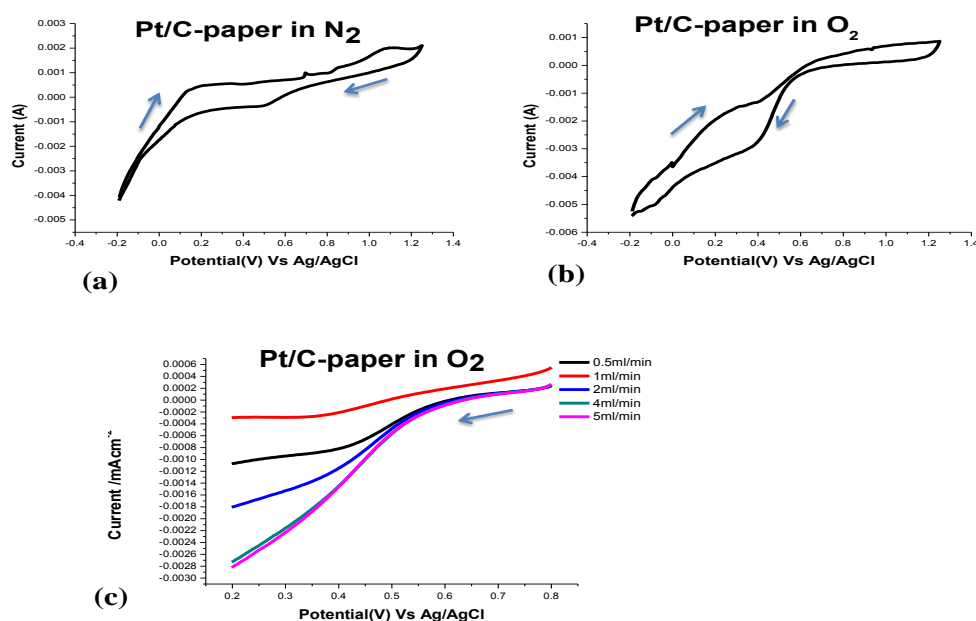 Pt/C-paper in N2
Current (A)
0.003
0.002
0.001
0.000
-0.001
-0.002
-0.003
-0.004
-0.005
-0.4 -0.2 0.0 0.2 0.4 0.6 0.8 1.0 1.2 1.4
Potential(V) Vs Ag/AgCl
(a)
Pt/C-paper in O2
Current (A)
0.001
0.000
-0.001
-0.002
-0.003
-0.004
-0.005
-0.006
-0.4 -0.2 0.0 0.2 0.4 0.6 0.8 1.0 1.2 1.4
Potential(V) Vs Ag/AgCl
(b)
Pt/C-paper in O2
Current /mAcm
0.0006
0.0004
0.0002
0.0000
-0.0002
-0.0004
-0.0006
-0.0008
-0.0010
-0.0012
-0.0014
-0.0016
-0.0018
-0.0020
-0.0022
-0.0024
-0.0026
-0.0028
-0.0030
0.2 0.3 0.4 0.5 0.6 0.7 0.8
Potential(V) Vs Ag/AgCl
0.5ml/min
1ml/min
2ml/min
4ml/min
5ml/min
(c)